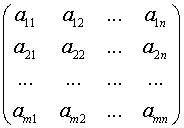 a11 a12 ... a1n
a21 a22 ... a2n
... ... ... ...
am1 am2 ... amn